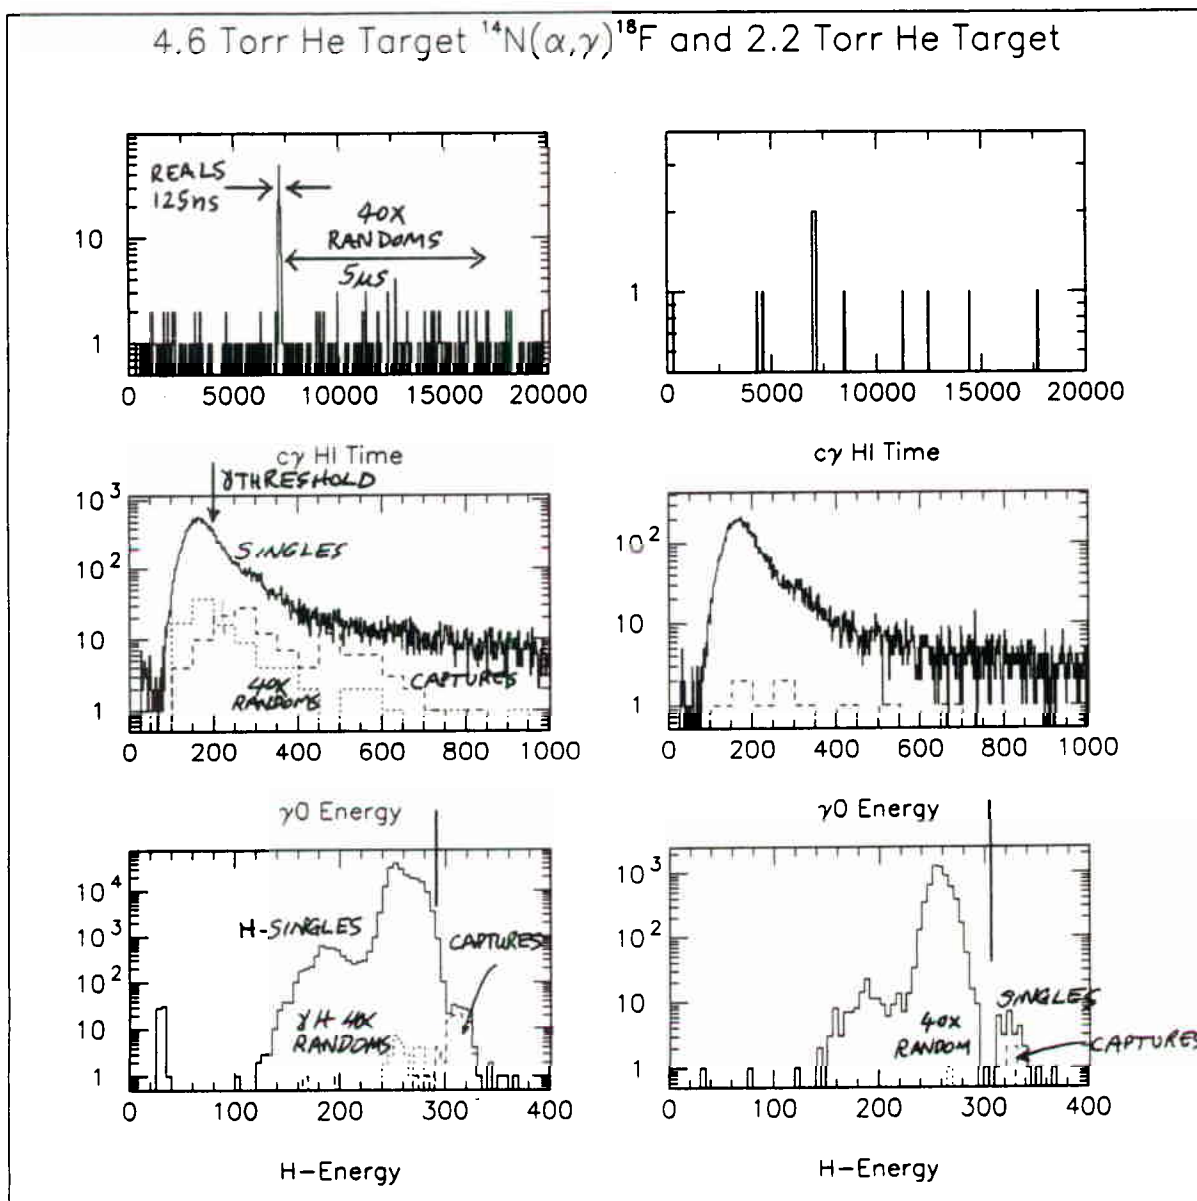 4.6 Torr He Target ¹⁴N(α,γ)¹⁸F and 2.2 Torr He Target
REALS
125ns
40X
RANDOMS
5μs
10
1
0 5000 10000 15000 20000
cγ HI Time
1
0 5000 10000 15000 20000
cγ HI Time
γ THRESHOLD
SINGLES
40X
RANDOMS
CAPTURES
10³
10²
10
1
0 200 400 600 800 1000
γ0 Energy
10²
10
1
0 200 400 600 800 1000
γ0 Energy
H-SINGLES
CAPTURES
γH 40X
RANDOMS
10⁴
10³
10²
10
1
0 100 200 300 400
H-Energy
10³
10²
10
1
40X
RANDOM
SINGLES
CAPTURES
0 100 200 300 400
H-Energy